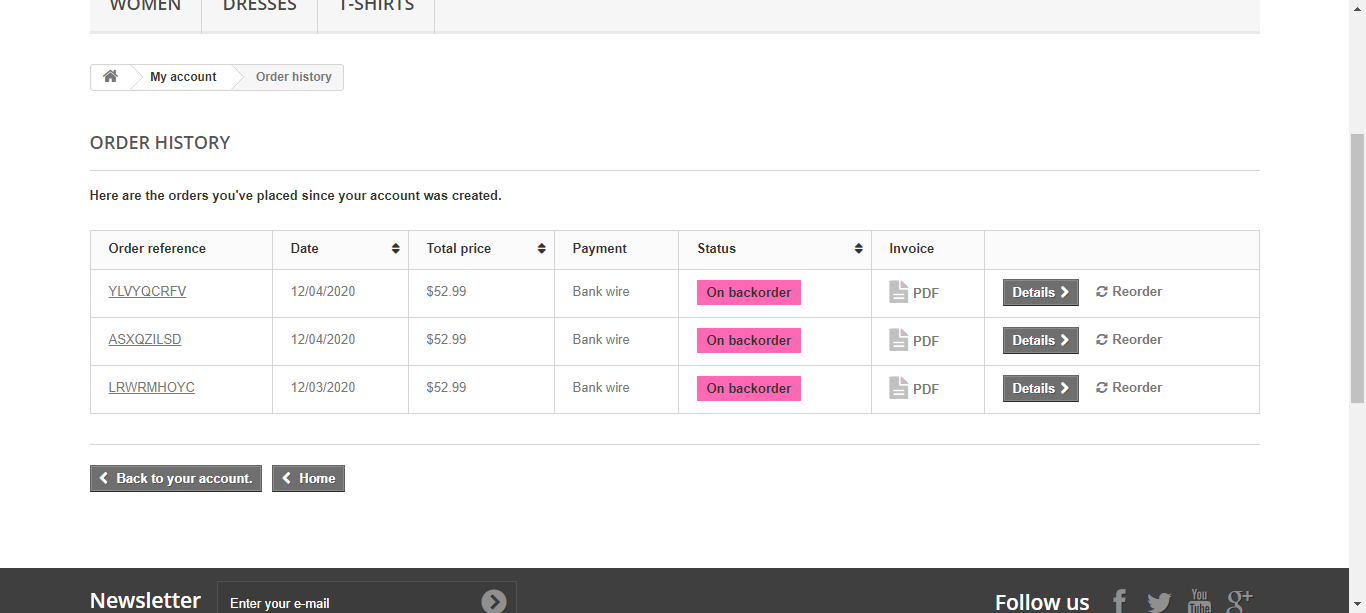 WOMEN DRESSES T-SHIRTS
My account Order history
ORDER HISTORY
Here are the orders you've placed since your account was created.
Order reference Date Total price Payment Status Invoice
YLVYQCRFV 12/04/2020 $52.99 Bank wire On backorder PDF Details Reorder
ASXQZILSD 12/04/2020 $52.99 Bank wire On backorder PDF Details Reorder
LRWRMHOYC 12/03/2020 $52.99 Bank wire On backorder PDF Details Reorder
Back to your account. Home
Newsletter Enter your e-mail Follow us You Tube g+